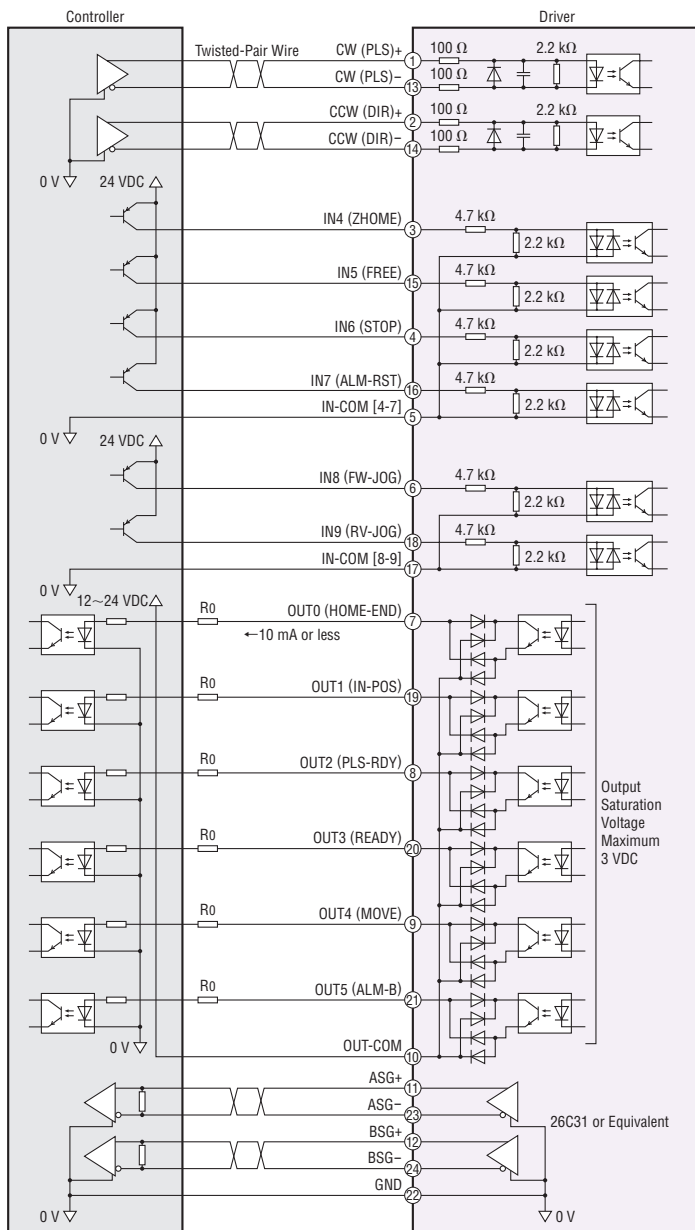 Controller
Driver
Twisted-Pair Wire
CW (PLS)+
1
100 Ω
2.2 kΩ
CW (PLS)−
13
100 Ω
CCW (DIR)+
2
100 Ω
2.2 kΩ
CCW (DIR)−
14
100 Ω
0 V
24 VDC
IN4 (ZHOME)
3
4.7 kΩ
2.2 kΩ
IN5 (FREE)
15
4.7 kΩ
2.2 kΩ
IN6 (STOP)
4
4.7 kΩ
2.2 kΩ
IN7 (ALM-RST)
16
4.7 kΩ
2.2 kΩ
IN-COM [4-7]
5
0 V
24 VDC
IN8 (FW-JOG)
6
4.7 kΩ
2.2 kΩ
IN9 (RV-JOG)
18
4.7 kΩ
2.2 kΩ
IN-COM [8-9]
17
0 V
12~24 VDC
R0
OUT0 (HOME-END)
7
←10 mA or less
R0
OUT1 (IN-POS)
19
R0
OUT2 (PLS-RDY)
8
Output
Saturation
Voltage
Maximum
3 VDC
R0
OUT3 (READY)
20
R0
OUT4 (MOVE)
9
R0
OUT5 (ALM-B)
21
0 V
OUT-COM
10
ASG+
11
ASG−
23
26C31 or Equivalent
BSG+
12
BSG−
24
GND
22
0 V
0 V